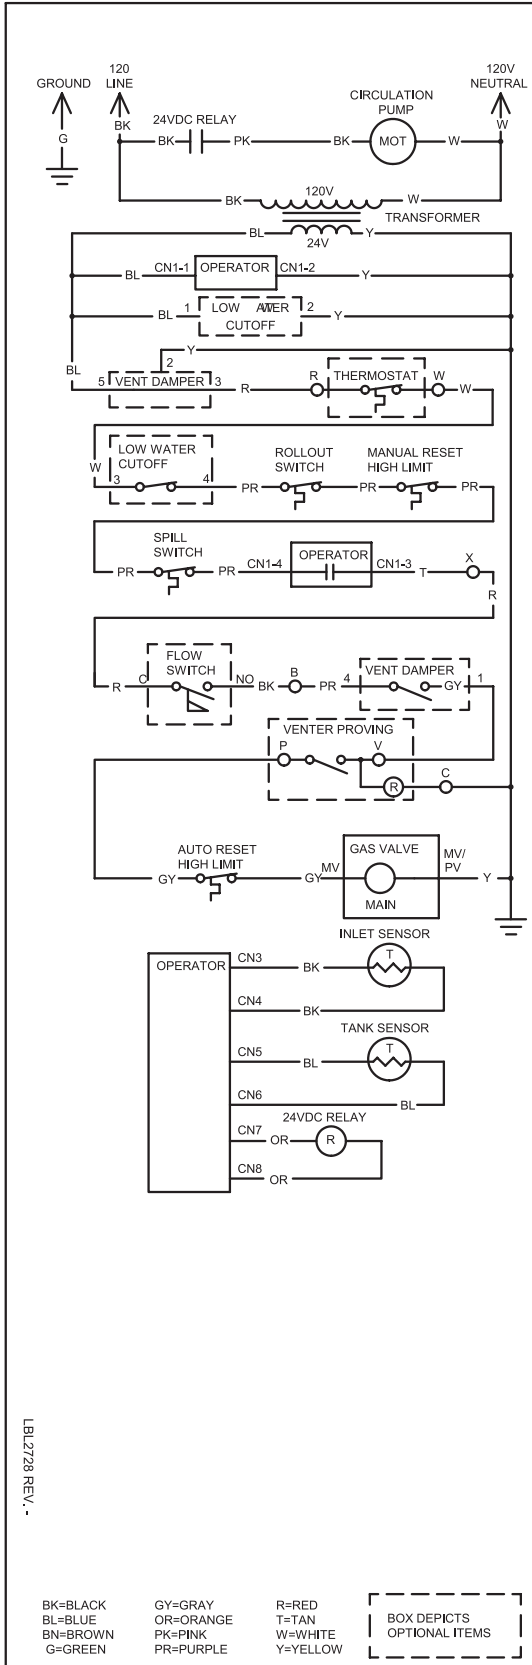 GROUND
120
LINE
120V
NEUTRAL
CIRCULATION
PUMP
BK
W
24VDC RELAY
G
BK
PK
BK
MOT
W
120V
BK
W
TRANSFORMER
BL
Y
24V
BL
CN1-1
OPERATOR
CN1-2
Y
BL
1
LOW WATER
CUTOFF
2
Y
Y
2
BL
5
VENT DAMPER
3
R
R
THERMOSTAT
W
W
W
LOW WATER
CUTOFF
3
4
PR
ROLLOUT
SWITCH
PR
MANUAL RESET
HIGH LIMIT
PR
SPILL
SWITCH
PR
PR
CN1-4
OPERATOR
CN1-3
T
X
R
FLOW
SWITCH
R
C
NO
BK
B
PR
4
VENT DAMPER
GY
1
VENTER PROVING
P
V
R
C
AUTO RESET
HIGH LIMIT
GY
GY
MV
GAS VALVE
MAIN
MV/
PV
Y
INLET SENSOR
OPERATOR
CN3
BK
T
CN4
BK
TANK SENSOR
CN5
BL
T
CN6
BL
24VDC RELAY
CN7
OR
R
CN8
OR
LBL2728 REV. -
BK=BLACK GY=GRAY R=RED
BL=BLUE OR=ORANGE T=TAN
BN=BROWN PK=PINK W=WHITE
G=GREEN PR=PURPLE Y=YELLOW
BOX DEPICTS
OPTIONAL ITEMS